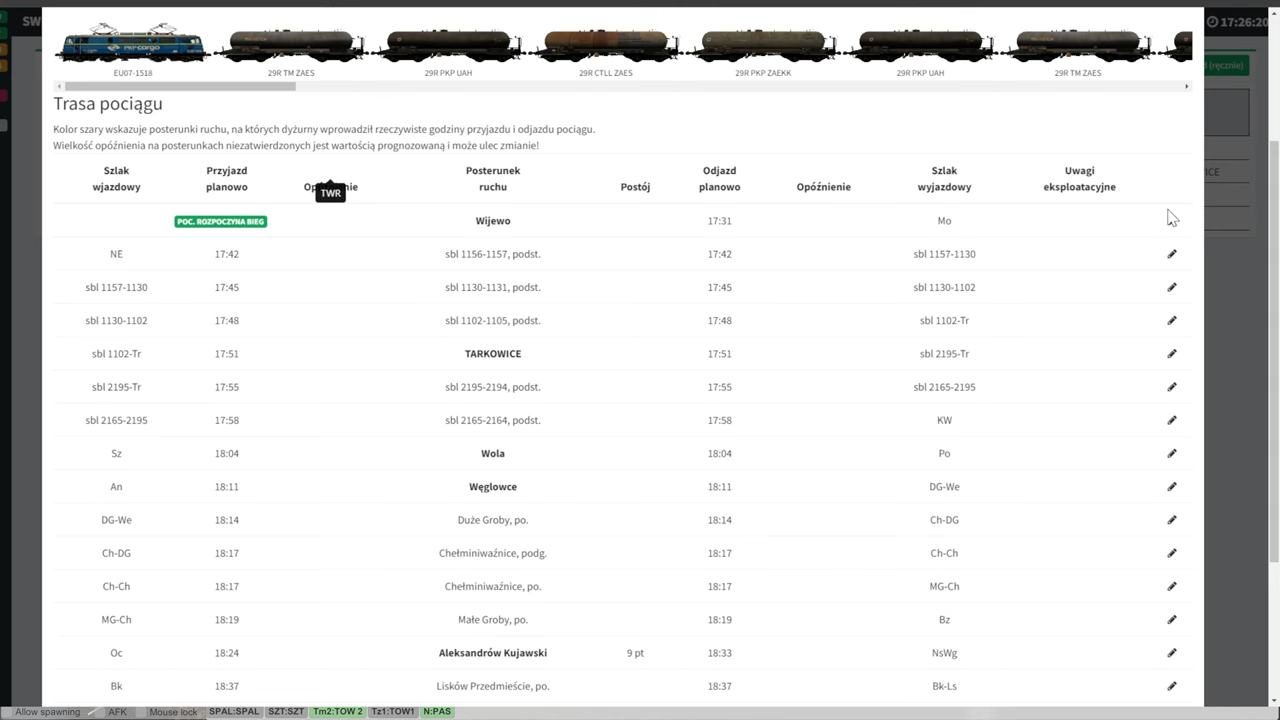 SW
17:26:20
(ręcznie)
EU07-1518
29R TM ZAES
29R PKP UAH
29R CTLL ZAES
29R PKP ZAEKK
29R PKP UAH
29R TM ZAES
Trasa pociągu
Kolor szary wskazuje posterunki ruchu, na których dyżurny wprowadził rzeczywiste godziny przyjazdu i odjazdu pociągu.
Wielkość opóźnienia na posterunkach niezatwierdzonych jest wartością prognozowaną i może ulec zmianie!
Szlak wjazdowy Przyjazd planowo Posterunek ruchu Postój Odjazd planowo Opóźnienie Szlak wyjazdowy Uwagi eksploatacyjne
TWR
POC. ROZPOCZYNA BIEG Wijewo 17:31 Mo
NE 17:42 sbl 1156-1157, podst. 17:42 sbl 1157-1130
sbl 1157-1130 17:45 sbl 1130-1131, podst. 17:45 sbl 1130-1102
sbl 1130-1102 17:48 sbl 1102-1105, podst. 17:48 sbl 1102-Tr
sbl 1102-Tr 17:51 TARKOWICE 17:51 sbl 2195-Tr
sbl 2195-Tr 17:55 sbl 2195-2194, podst. 17:55 sbl 2165-2195
sbl 2165-2195 17:58 sbl 2165-2164, podst. 17:58 KW
Sz 18:04 Wola 18:04 Po
An 18:11 Węglowce 18:11 DG-We
DG-We 18:14 Duże Groby, po. 18:14 Ch-DG
Ch-DG 18:17 Chełminiwaźnice, podg. 18:17 Ch-Ch
Ch-Ch 18:17 Chełminiwaźnice, po. 18:17 MG-Ch
MG-Ch 18:19 Małe Groby, po. 18:19 Bz
Oc 18:24 Aleksandrów Kujawski 9 pt 18:33 NsWg
Bk 18:37 Lisków Przedmieście, po. 18:37 Bk-Ls
Allow spawning AFK Mouse lock SPAL:SPAL SZT:SZT Tm2:TOW 2 Tz1:TOW1 N:PAS